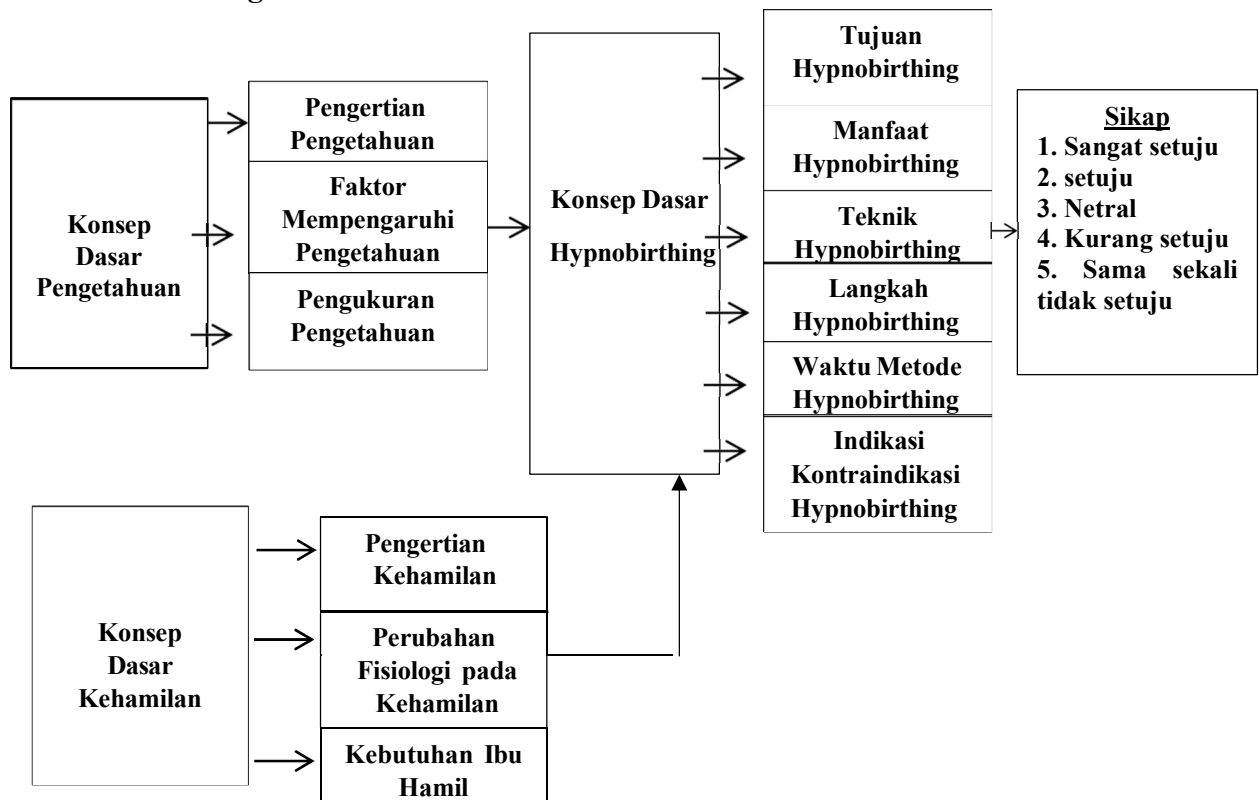 Konsep
Dasar
Pengetahuan
Pengertian
Pengetahuan
Faktor
Mempengaruhi
Pengetahuan
Pengukuran
Pengetahuan
Konsep Dasar
Hypnobirthing
Tujuan
Hypnobirthing
Manfaat
Hypnobirthing
Teknik
Hypnobirthing
Langkah
Hypnobirthing
Waktu Metode
Hypnobirthing
Indikasi
Kontraindikasi
Hypnobirthing
Sikap
1. Sangat setuju
2. setuju
3. Netral
4. Kurang setuju
5. Sama sekali
tidak setuju
Konsep
Dasar
Kehamilan
Pengertian
Kehamilan
Perubahan
Fisiologi pada
Kehamilan
Kebutuhan Ibu
Hamil